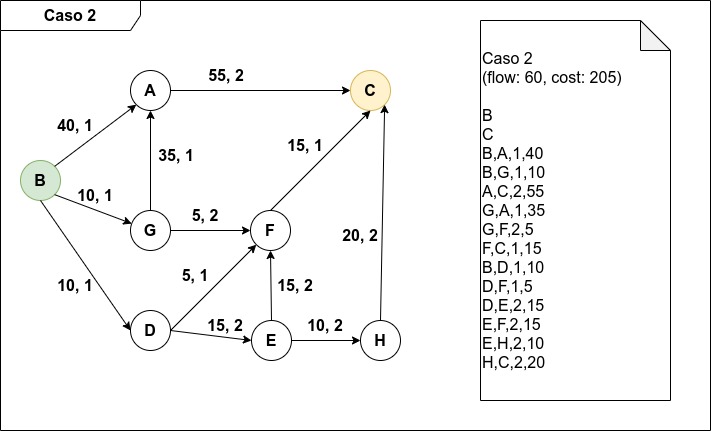 Caso 2
A
55, 2
C
40, 1
35, 1
15, 1
B
10, 1
G
5, 2
F
20, 2
10, 1
5, 1
15, 2
D
15, 2
E
10, 2
H
Caso 2
(flow: 60, cost: 205)
B
C
B,A,1,40
B,G,1,10
A,C,2,55
G,A,1,35
G,F,2,5
F,C,1,15
B,D,1,10
D,F,1,5
D,E,2,15
E,F,2,15
E,H,2,10
H,C,2,20